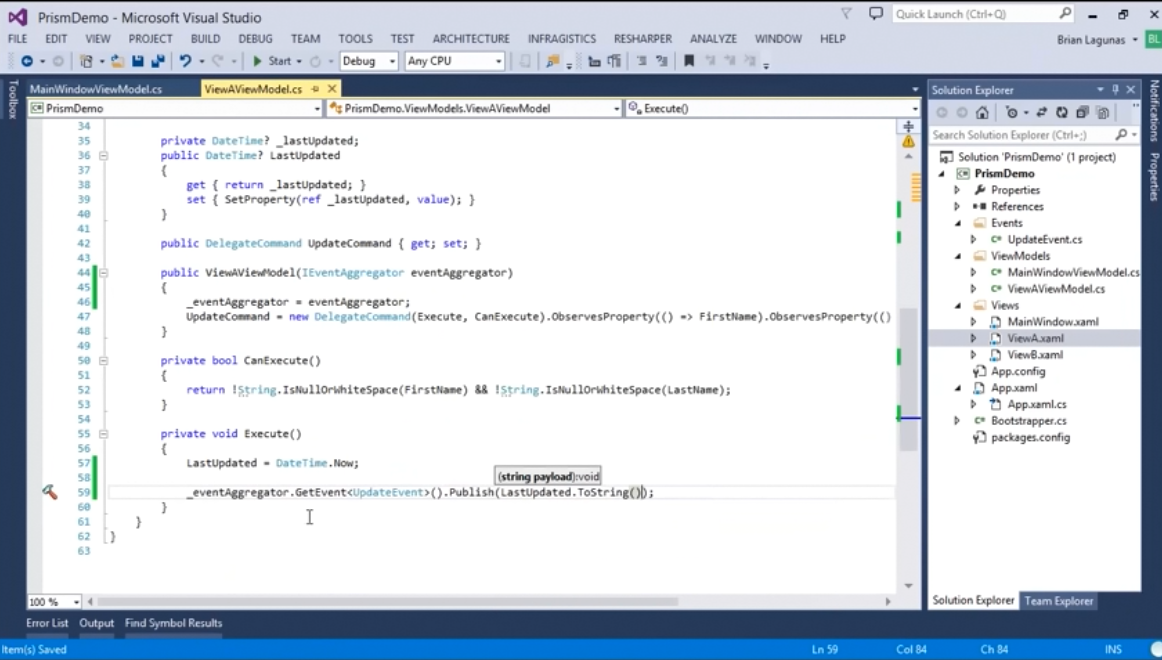 PrismDemo - Microsoft Visual Studio
Quick Launch (Ctrl+Q)
FILE EDIT VIEW PROJECT BUILD DEBUG TEAM TOOLS TEST ARCHITECTURE INFRAGISTICS RESHARPER ANALYZE WINDOW HELP
Brian Lagunas BL
Start Debug Any CPU
Toolbox
MainWindowViewModel.cs ViewAViewModel.cs
PrismDemo PrismDemo.ViewModels.ViewAViewModel Execute()
34
35 private DateTime? _lastUpdated;
36 public DateTime? LastUpdated
37 {
38 get { return _lastUpdated; }
39 set { SetProperty(ref _lastUpdated, value); }
40 }
41
42 public DelegateCommand UpdateCommand { get; set; }
43
44 public ViewAViewModel(IEventAggregator eventAggregator)
45 {
46 _eventAggregator = eventAggregator;
47 UpdateCommand = new DelegateCommand(Execute, CanExecute).ObservesProperty(() => FirstName).ObservesProperty(()
48 }
49
50 private bool CanExecute()
51 {
52 return !String.IsNullOrWhiteSpace(FirstName) && !String.IsNullOrWhiteSpace(LastName);
53 }
54
55 private void Execute()
56 {
57 LastUpdated = DateTime.Now;
58 (string payload):void
59 _eventAggregator.GetEvent<UpdateEvent>().Publish(LastUpdated.ToString());
60 }
61 }
62 }
63
100 %
Solution Explorer
Search Solution Explorer (Ctrl+;)
Solution 'PrismDemo' (1 project)
C# PrismDemo
Properties
References
Events
C# UpdateEvent.cs
ViewModels
C# MainWindowViewModel.cs
C# ViewAViewModel.cs
Views
MainWindow.xaml
ViewA.xaml
ViewB.xaml
App.config
App.xaml
App.xaml.cs
C# Bootstrapper.cs
packages.config
Solution Explorer Team Explorer
Notifications
Properties
Error List Output Find Symbol Results
Item(s) Saved Ln 59 Col 84 Ch 84 INS